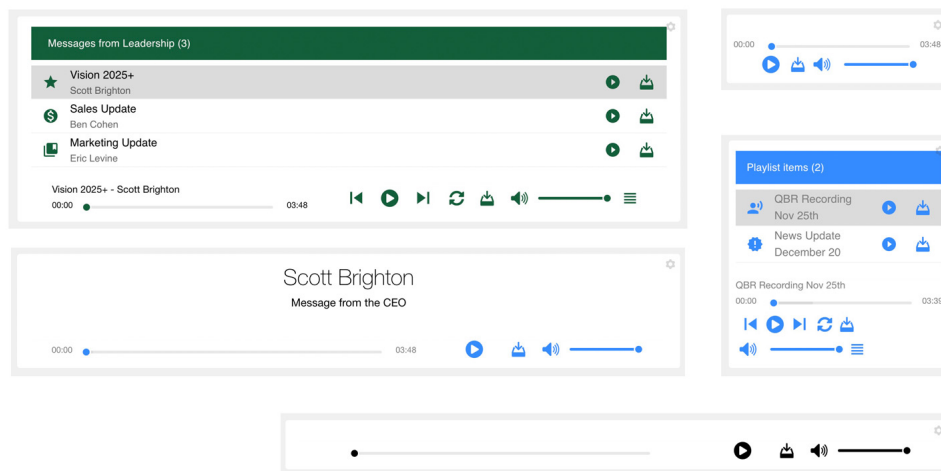 Messages from Leadership (3)
Vision 2025+
Scott Brighton
Sales Update
Ben Cohen
Marketing Update
Eric Levine
Vision 2025+ - Scott Brighton
00:00 03:48
00:00 03:48
Playlist items (2)
QBR Recording
Nov 25th
News Update
December 20
QBR Recording Nov 25th
00:00 03:39
Scott Brighton
Message from the CEO
00:00 03:48